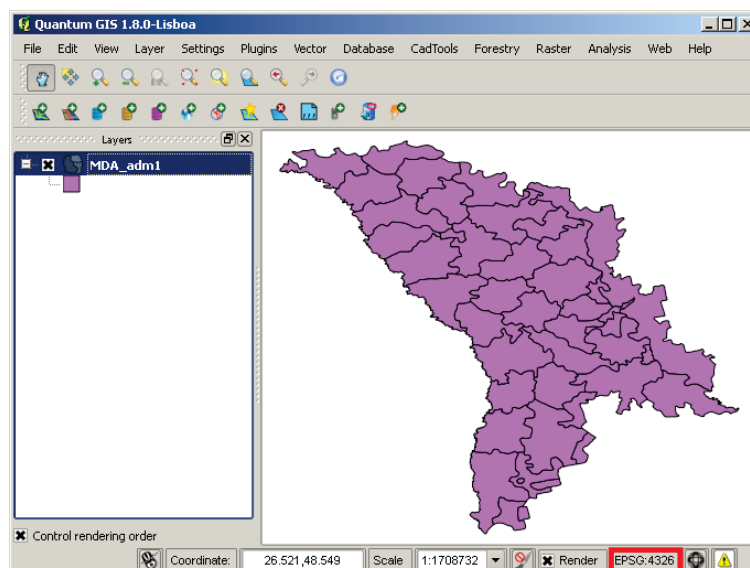 Quantum GIS 1.8.0-Lisboa
File Edit View Layer Settings Plugins Vector Database CadTools Forestry Raster Analysis Web Help
Layers
MDA_adm1
Control rendering order
Coordinate: 26.521,48.549 Scale 1:1708732 Render EPSG:4326